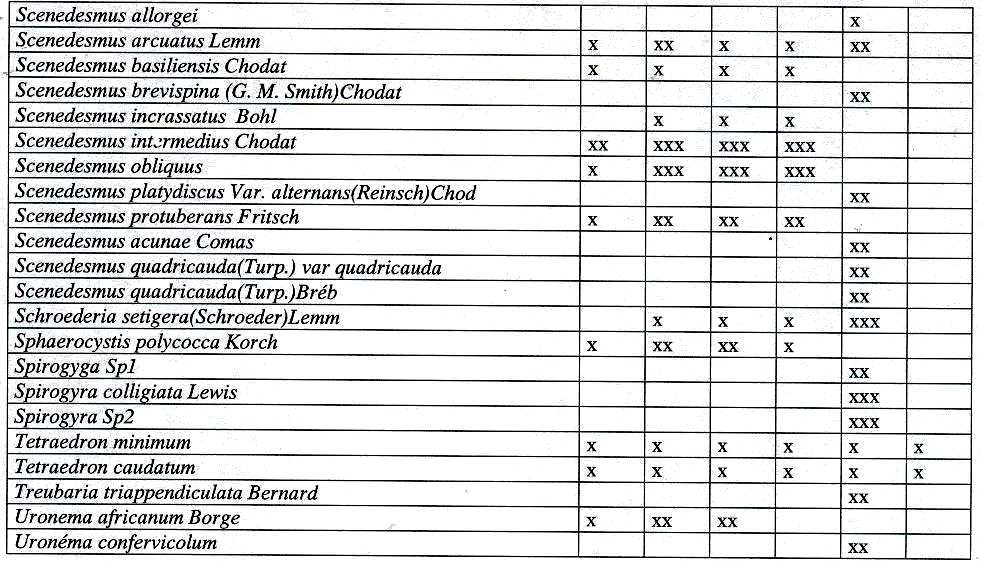 Scenedesmus allorgei x
Scenedesmus arcuatus Lemm x xx x x xx
Scenedesmus basiliensis Chodat x x x x
Scenedesmus brevispina (G. M. Smith)Chodat xx
Scenedesmus incrassatus Bohl x x x
Scenedesmus intermedius Chodat xx xxx xxx xxx
Scenedesmus obliquus x xxx xxx xxx
Scenedesmus platydiscus Var. alternans(Reinsch)Chod xx
Scenedesmus protuberans Fritsch x xx xx xx
Scenedesmus acunae Comas xx
Scenedesmus quadricauda(Turp.) var quadricauda xx
Scenedesmus quadricauda(Turp.)Bréb xx
Schroederia setigera(Schroeder)Lemm x x x xxx
Sphaerocystis polycocca Korch x xx xx x
Spirogyga Sp1 xx
Spirogyra colligiata Lewis xxx
Spirogyra Sp2 xxx
Tetraedron minimum x x x x x x
Tetraedron caudatum x x x x x x
Treubaria triappendiculata Bernard xx
Uronema africanum Borge x xx xx
Uronéma confervicolum xx